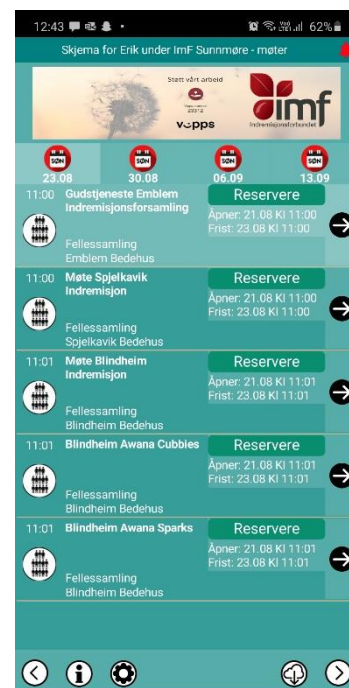 12:43 62%
Skjema for Erik under ImF Sunnmøre - møter
Støtt vårt arbeid
vipps
imf
Indremisjonsforbundet
SØN SØN SØN SØN
23.08 30.08 06.09 13.09
11:00 Gudstjeneste Emblem Indremisjonsforsamling
Reservere
Åpner: 21.08 Kl 11:00
Frist: 23.08 Kl 11:00
Fellessamling
Emblem Bedehus
11:00 Møte Spjelkavik Indremisjon
Reservere
Åpner: 21.08 Kl 11:00
Frist: 23.08 Kl 11:00
Fellessamling
Spjelkavik Bedehus
11:01 Møte Blindheim Indremisjon
Reservere
Åpner: 21.08 Kl 11:01
Frist: 23.08 Kl 11:01
Fellessamling
Blindheim Bedehus
11:01 Blindheim Awana Cubbies
Reservere
Åpner: 21.08 Kl 11:01
Frist: 23.08 Kl 11:01
Fellessamling
Blindheim Bedehus
11:01 Blindheim Awana Sparks
Reservere
Åpner: 21.08 Kl 11:01
Frist: 23.08 Kl 11:01
Fellessamling
Blindheim Bedehus